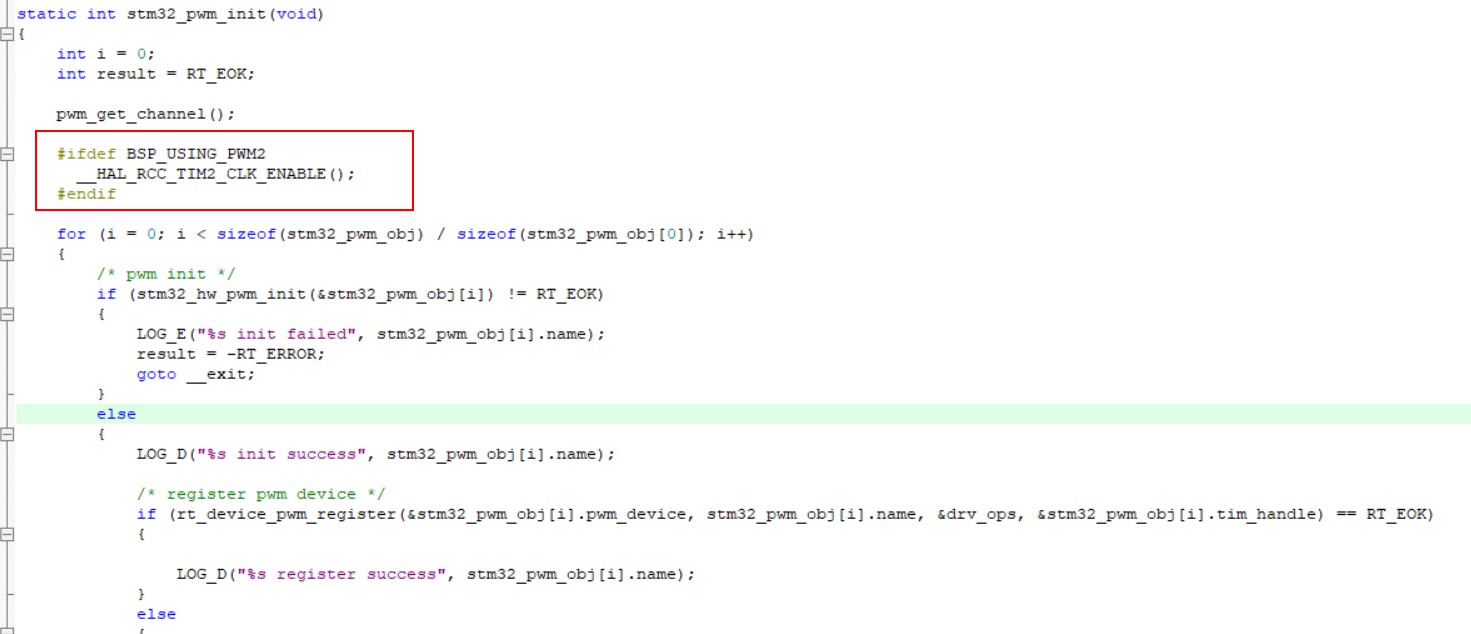 static int stm32_pwm_init(void)
{
    int i = 0;
    int result = RT_EOK;
    pwm_get_channel();
    #ifdef BSP_USING_PWM2
      __HAL_RCC_TIM2_CLK_ENABLE();
    #endif
    for (i = 0; i < sizeof(stm32_pwm_obj) / sizeof(stm32_pwm_obj[0]); i++)
    {
        /* pwm init */
        if (stm32_hw_pwm_init(&stm32_pwm_obj[i]) != RT_EOK)
        {
            LOG_E("%s init failed", stm32_pwm_obj[i].name);
            result = -RT_ERROR;
            goto __exit;
        }
        else
        {
            LOG_D("%s init success", stm32_pwm_obj[i].name);
            /* register pwm device */
            if (rt_device_pwm_register(&stm32_pwm_obj[i].pwm_device, stm32_pwm_obj[i].name, &drv_ops, &stm32_pwm_obj[i].tim_handle) == RT_EOK)
            {
                LOG_D("%s register success", stm32_pwm_obj[i].name);
            }
            else
            {